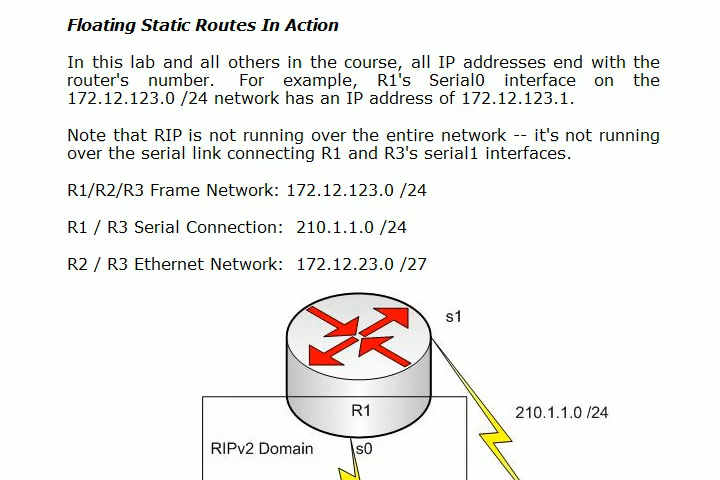 Floating Static Routes In Action
In this lab and all others in the course, all IP addresses end with the
router's number. For example, R1's Serial0 interface on the
172.12.123.0 /24 network has an IP address of 172.12.123.1.
Note that RIP is not running over the entire network -- it's not running
over the serial link connecting R1 and R3's serial1 interfaces.
R1/R2/R3 Frame Network: 172.12.123.0 /24
R1 / R3 Serial Connection: 210.1.1.0 /24
R2 / R3 Ethernet Network: 172.12.23.0 /27
s1
R1
210.1.1.0 /24
RIPv2 Domain
s0